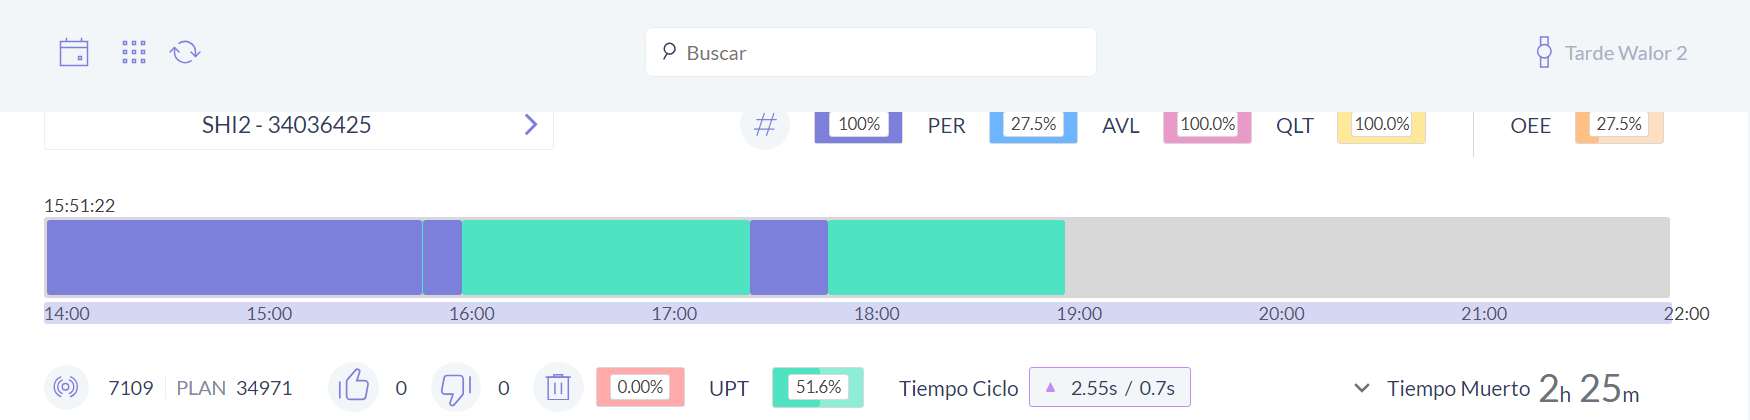 Buscar
Tarde Walor 2
SHI2 - 34036425
# 100% PER 27.5% AVL 100.0% QLT 100.0% OEE 27.5%
15:51:22
14:00 15:00 16:00 17:00 18:00 19:00 20:00 21:00 22:00
7109 PLAN 34971 0 0 0.00% UPT 51.6% Tiempo Ciclo ▲ 2.55s / 0.7s Tiempo Muerto 2h 25m